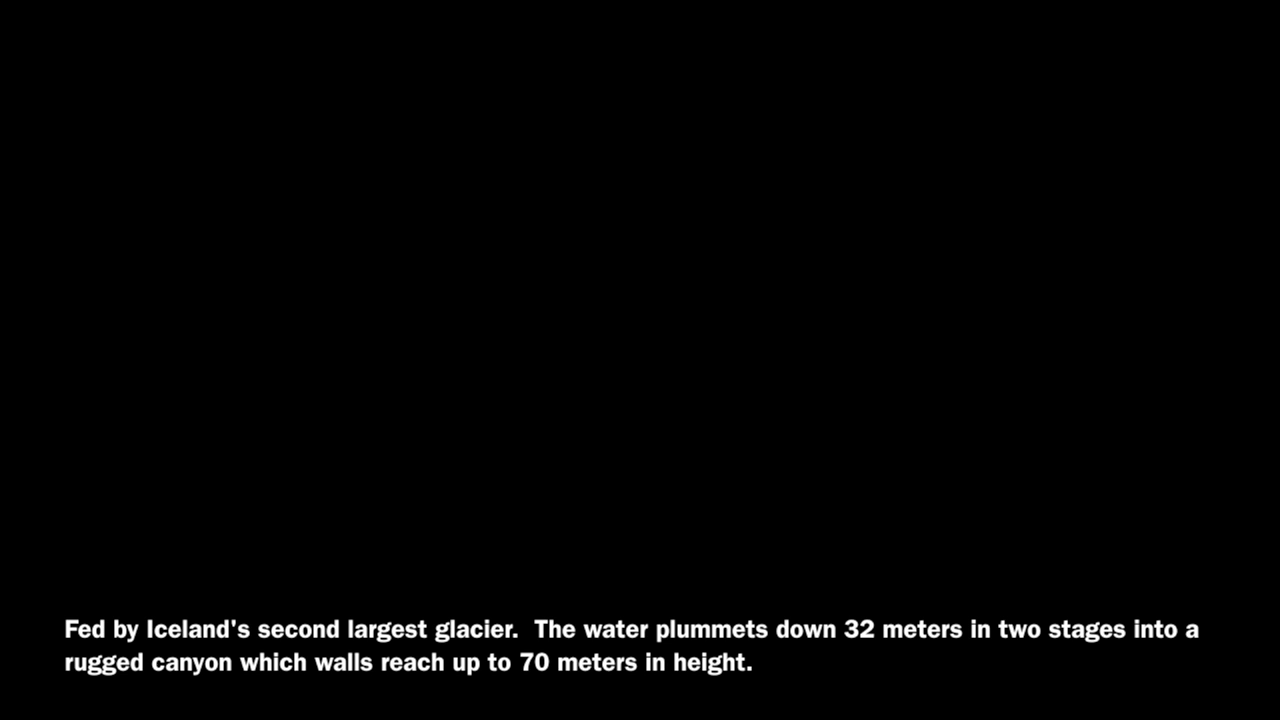 Fed by Iceland's second largest glacier.  The water plummets down 32 meters in two stages into a
rugged canyon which walls reach up to 70 meters in height.